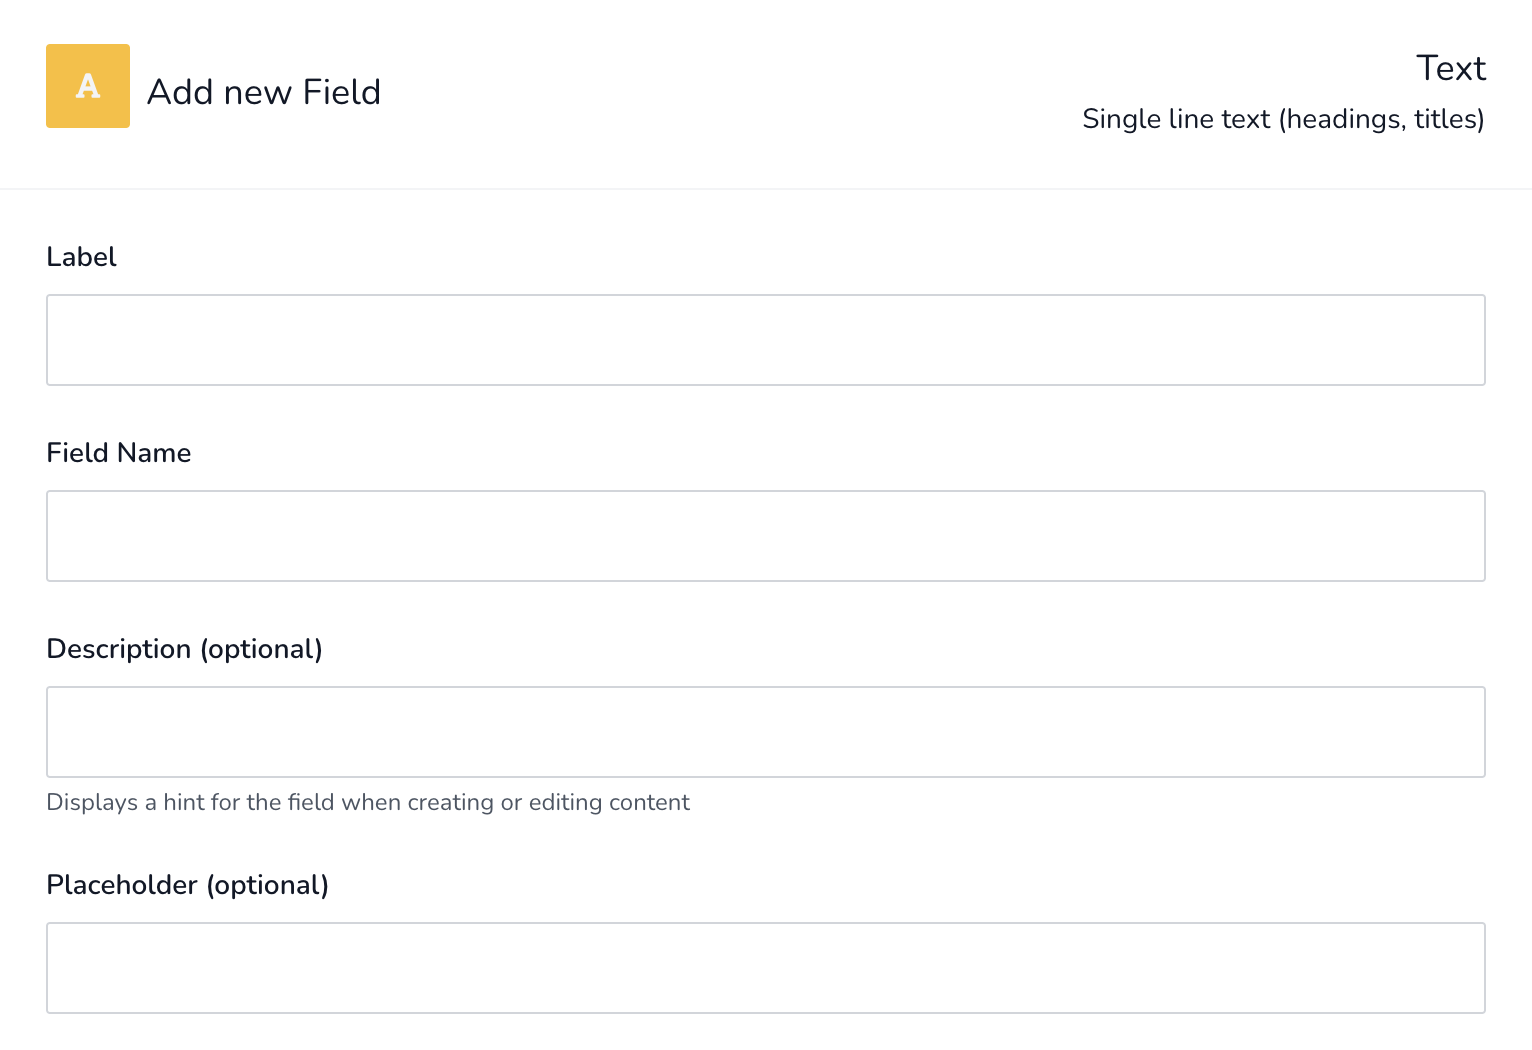 A
Add new Field
Text
Single line text (headings, titles)
Label
Field Name
Description (optional)
Displays a hint for the field when creating or editing content
Placeholder (optional)